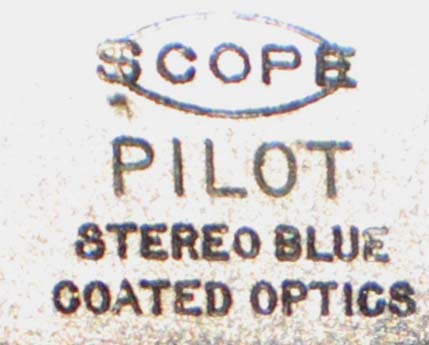 SCOPE
PILOT
STEREO BLUE
COATED OPTICS